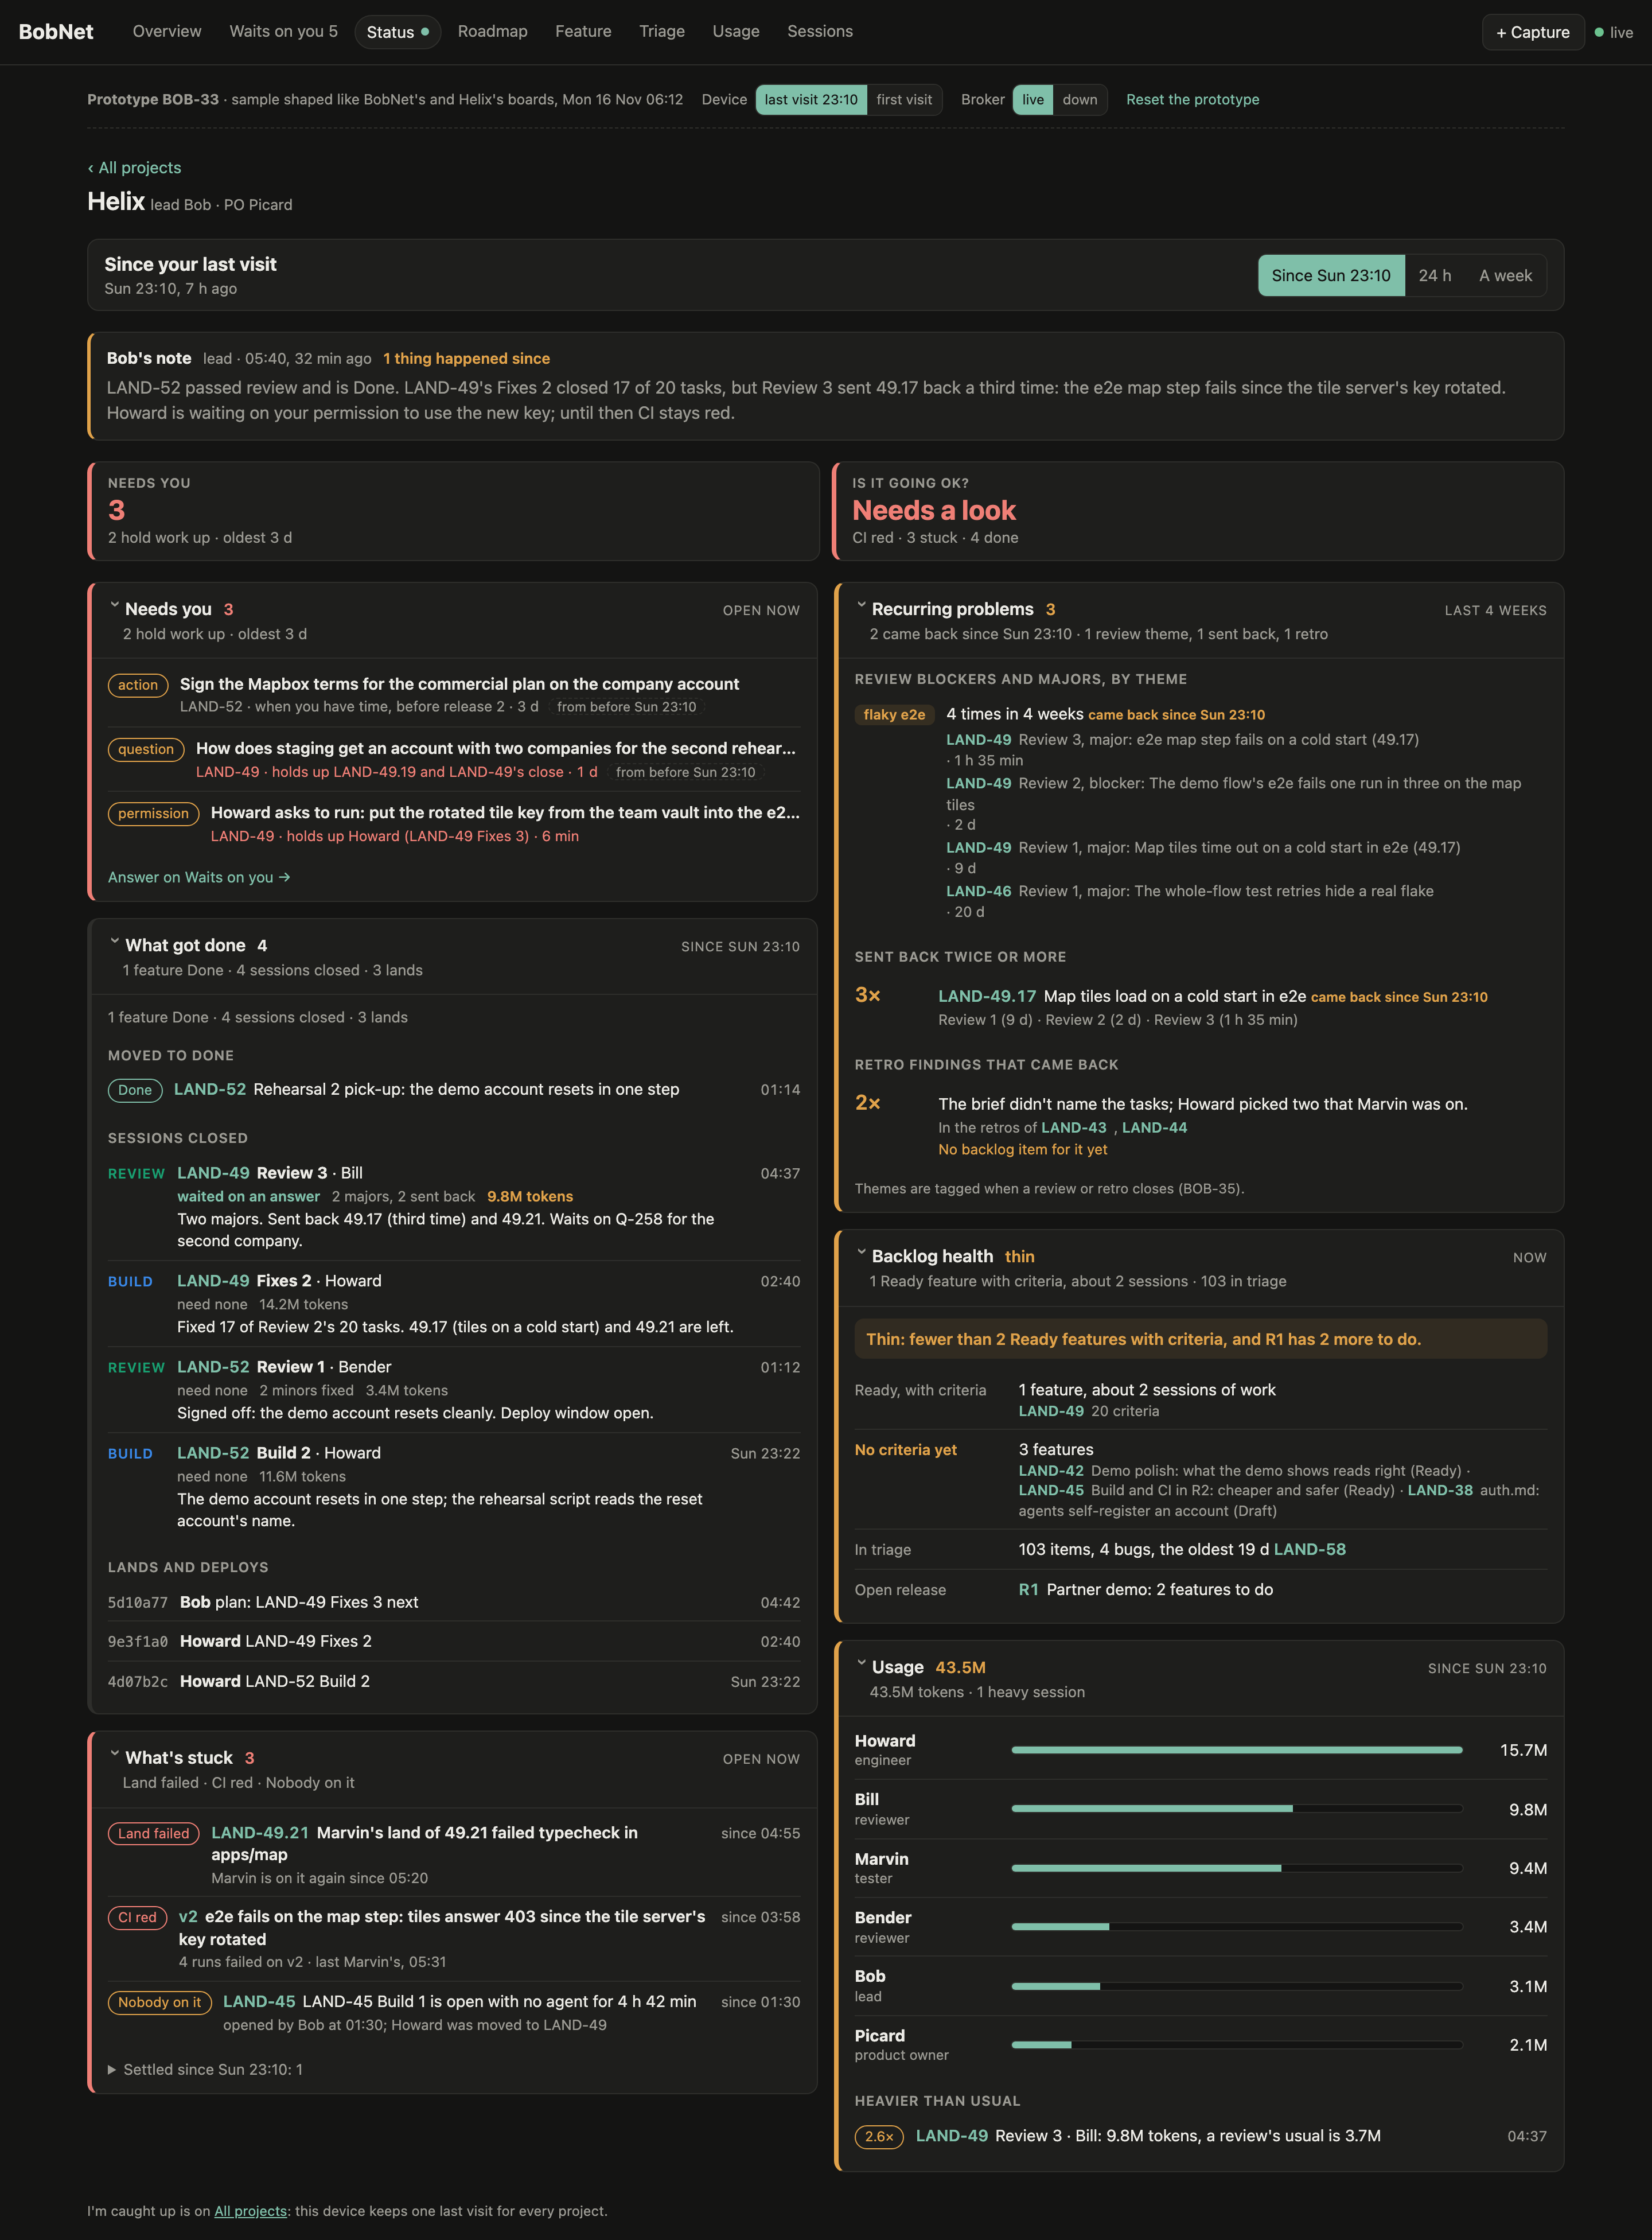 BobNet
Overview
Waits on you 5
Status
Roadmap
Feature
Triage
Usage
Sessions
+ Capture
live
Prototype BOB-33 · sample shaped like BobNet's and Helix's boards, Mon 16 Nov 06:12
Device
last visit 23:10
first visit
Broker
live
down
Reset the prototype
‹ All projects
Helix lead Bob · PO Picard
Since your last visit
Sun 23:10, 7 h ago
Since Sun 23:10
24 h
A week
Bob's note lead · 05:40, 32 min ago 1 thing happened since
LAND-52 passed review and is Done. LAND-49's Fixes 2 closed 17 of 20 tasks, but Review 3 sent 49.17 back a third time: the e2e map step fails since the tile server's key rotated.
Howard is waiting on your permission to use the new key; until then CI stays red.
NEEDS YOU
3
2 hold work up · oldest 3 d
IS IT GOING OK?
Needs a look
CI red · 3 stuck · 4 done
Needs you 3
OPEN NOW
2 hold work up · oldest 3 d
action
Sign the Mapbox terms for the commercial plan on the company account
LAND-52 · when you have time, before release 2 · 3 d from before Sun 23:10
question
How does staging get an account with two companies for the second rehear...
LAND-49 · holds up LAND-49.19 and LAND-49's close · 1 d from before Sun 23:10
permission
Howard asks to run: put the rotated tile key from the team vault into the e2...
LAND-49 · holds up Howard (LAND-49 Fixes 3) · 6 min
Answer on Waits on you →
What got done 4
SINCE SUN 23:10
1 feature Done · 4 sessions closed · 3 lands
1 feature Done · 4 sessions closed · 3 lands
MOVED TO DONE
Done LAND-52 Rehearsal 2 pick-up: the demo account resets in one step 01:14
SESSIONS CLOSED
REVIEW LAND-49 Review 3 · Bill 04:37
waited on an answer 2 majors, 2 sent back 9.8M tokens
Two majors. Sent back 49.17 (third time) and 49.21. Waits on Q-258 for the
second company.
BUILD LAND-49 Fixes 2 · Howard 02:40
need none 14.2M tokens
Fixed 17 of Review 2's 20 tasks. 49.17 (tiles on a cold start) and 49.21 are left.
REVIEW LAND-52 Review 1 · Bender 01:12
need none 2 minors fixed 3.4M tokens
Signed off: the demo account resets cleanly. Deploy window open.
BUILD LAND-52 Build 2 · Howard Sun 23:22
need none 11.6M tokens
The demo account resets in one step; the rehearsal script reads the reset
account's name.
LANDS AND DEPLOYS
5d10a77 Bob plan: LAND-49 Fixes 3 next 04:42
9e3f1a0 Howard LAND-49 Fixes 2 02:40
4d07b2c Howard LAND-52 Build 2 Sun 23:22
What's stuck 3
OPEN NOW
Land failed · CI red · Nobody on it
Land failed LAND-49.21 Marvin's land of 49.21 failed typecheck in since 04:55
apps/map
Marvin is on it again since 05:20
CI red v2 e2e fails on the map step: tiles answer 403 since the tile server's since 03:58
key rotated
4 runs failed on v2 · last Marvin's, 05:31
Nobody on it LAND-45 LAND-45 Build 1 is open with no agent for 4 h 42 min since 01:30
opened by Bob at 01:30; Howard was moved to LAND-49
▶ Settled since Sun 23:10: 1
Recurring problems 3
LAST 4 WEEKS
2 came back since Sun 23:10 · 1 review theme, 1 sent back, 1 retro
REVIEW BLOCKERS AND MAJORS, BY THEME
flaky e2e 4 times in 4 weeks came back since Sun 23:10
LAND-49 Review 3, major: e2e map step fails on a cold start (49.17)
· 1 h 35 min
LAND-49 Review 2, blocker: The demo flow's e2e fails one run in three on the map
tiles
· 2 d
LAND-49 Review 1, major: Map tiles time out on a cold start in e2e (49.17)
· 9 d
LAND-46 Review 1, major: The whole-flow test retries hide a real flake
· 20 d
SENT BACK TWICE OR MORE
3× LAND-49.17 Map tiles load on a cold start in e2e came back since Sun 23:10
Review 1 (9 d) · Review 2 (2 d) · Review 3 (1 h 35 min)
RETRO FINDINGS THAT CAME BACK
2× The brief didn't name the tasks; Howard picked two that Marvin was on.
In the retros of LAND-43 , LAND-44
No backlog item for it yet
Themes are tagged when a review or retro closes (BOB-35).
Backlog health thin
NOW
1 Ready feature with criteria, about 2 sessions · 103 in triage
Thin: fewer than 2 Ready features with criteria, and R1 has 2 more to do.
Ready, with criteria 1 feature, about 2 sessions of work
LAND-49 20 criteria
No criteria yet 3 features
LAND-42 Demo polish: what the demo shows reads right (Ready) ·
LAND-45 Build and CI in R2: cheaper and safer (Ready) · LAND-38 auth.md:
agents self-register an account (Draft)
In triage 103 items, 4 bugs, the oldest 19 d LAND-58
Open release R1 Partner demo: 2 features to do
Usage 43.5M
SINCE SUN 23:10
43.5M tokens · 1 heavy session
Howard
engineer
15.7M
Bill
reviewer
9.8M
Marvin
tester
9.4M
Bender
reviewer
3.4M
Bob
lead
3.1M
Picard
product owner
2.1M
HEAVIER THAN USUAL
2.6× LAND-49 Review 3 · Bill: 9.8M tokens, a review's usual is 3.7M 04:37
I'm caught up is on All projects: this device keeps one last visit for every project.